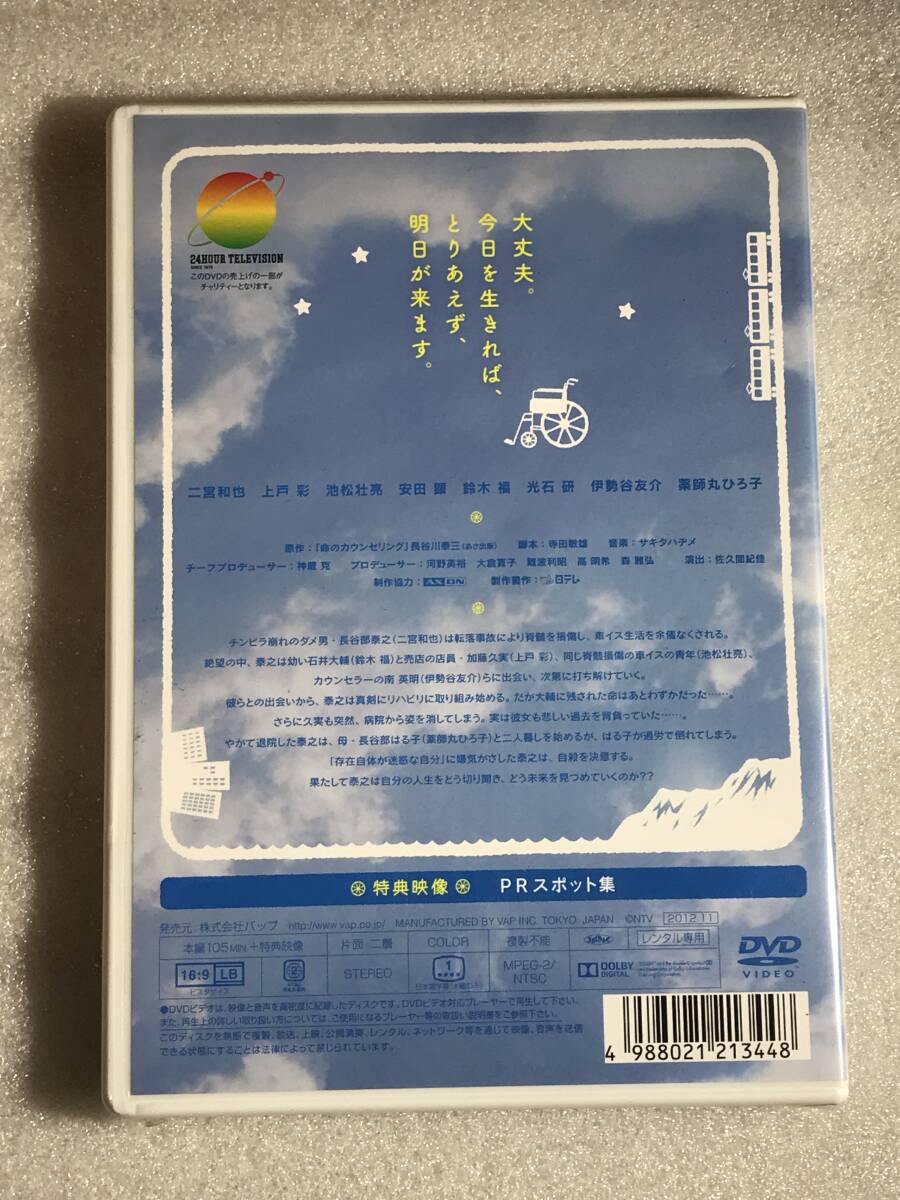 24HOUR TELEVISION
SINCE 1978
このDVDの売上げの一部が
チャリティーとなります。
大丈夫。
今日を生きれば、
とりあえず、
明日が来ます。
二宮和也　上戸 彩　池松壮亮　安田 顕　鈴木 福　光石 研　伊勢谷友介　薬師丸ひろ子
原作：「命のカウンセリング」長谷川泰三（あさ出版）　脚本：寺田敏雄　音楽：サキタハヂメ
チーフプロデューサー：神蔵 克　プロデューサー：河野英裕　大倉寛子　難波利昭　高 明希　森 雅弘　演出：佐久間紀佳
制作協力：AXON　製作著作：日テレ
チンピラ崩れのダメ男・長谷部泰之（二宮和也）は転落事故により脊髄を損傷し、車イス生活を余儀なくされる。
絶望の中、泰之は幼い石井大輔（鈴木 福）と売店の店員・加藤久実（上戸 彩）、同じ脊髄損傷の車イスの青年（池松壮亮）、
カウンセラーの南 英明（伊勢谷友介）らに出会い、次第に打ち解けていく。
彼らとの出会いから、泰之は真剣にリハビリに取り組み始める。だが大輔に残された命はあとわずかだった……。
さらに久実も突然、病院から姿を消してしまう。実は彼女も悲しい過去を背負っていた……。
やがて退院した泰之は、母・長谷部はる子（薬師丸ひろ子）と二人暮しを始めるが、はる子が過労で倒れてしまう。
「存在自体が迷惑な自分」に嫌気がさした泰之は、自殺を決意する。
果たして泰之は自分の人生をどう切り開き、どう未来を見つめていくのか??
特典映像　PRスポット集
発売元：株式会社バップ　http://www.vap.co.jp/　MANUFACTURED BY VAP INC. TOKYO, JAPAN　©NTV　2012.11
本編105MIN.＋特典映像　片面・二層　COLOR　複製不能　レンタル専用
16:9 LB　ビスタサイズ　2　STEREO　1　MPEG-2/NTSC　DOLBY DIGITAL
DVD VIDEO
●DVDビデオは、映像と音声を高密度に記録したディスクです。DVDビデオ対応プレーヤーで再生して下さい。
また、再生上の詳しい取り扱い方については、ご使用になるプレーヤー等の取扱い説明書をご参照下さい。
このディスクを無断で複製、放送、上映、公開演奏、レンタル、ネットワーク等を通じて映像、音声を送信
できる状態にすることは法律によって禁じられています。
4 988021 213448